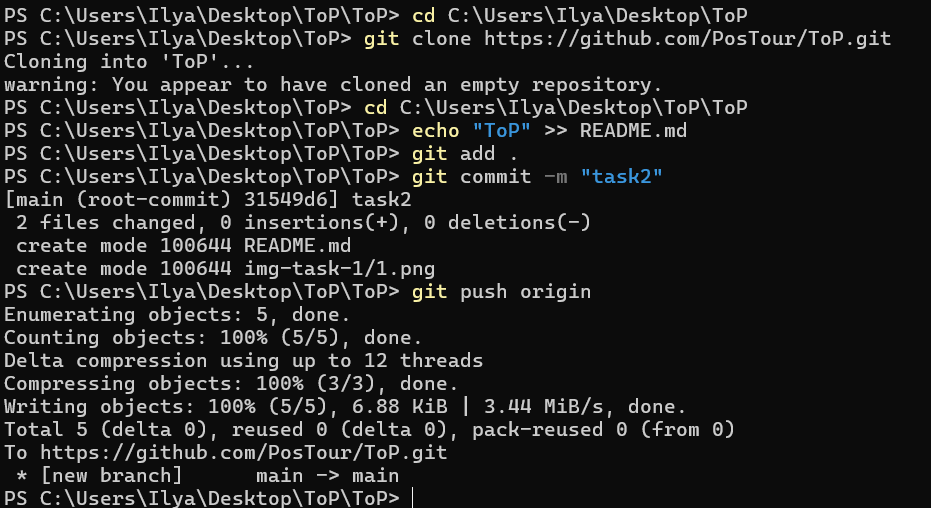 PS C:\Users\Ilya\Desktop\ToP\ToP> cd C:\Users\Ilya\Desktop\ToP
PS C:\Users\Ilya\Desktop\ToP> git clone https://github.com/PosTour/ToP.git
Cloning into 'ToP'...
warning: You appear to have cloned an empty repository.
PS C:\Users\Ilya\Desktop\ToP> cd C:\Users\Ilya\Desktop\ToP\ToP
PS C:\Users\Ilya\Desktop\ToP\ToP> echo "ToP" >> README.md
PS C:\Users\Ilya\Desktop\ToP\ToP> git add .
PS C:\Users\Ilya\Desktop\ToP\ToP> git commit -m "task2"
[main (root-commit) 31549d6] task2
 2 files changed, 0 insertions(+), 0 deletions(-)
 create mode 100644 README.md
 create mode 100644 img-task-1/1.png
PS C:\Users\Ilya\Desktop\ToP\ToP> git push origin
Enumerating objects: 5, done.
Counting objects: 100% (5/5), done.
Delta compression using up to 12 threads
Compressing objects: 100% (3/3), done.
Writing objects: 100% (5/5), 6.88 KiB | 3.44 MiB/s, done.
Total 5 (delta 0), reused 0 (delta 0), pack-reused 0 (from 0)
To https://github.com/PosTour/ToP.git
 * [new branch]      main -> main
PS C:\Users\Ilya\Desktop\ToP\ToP>